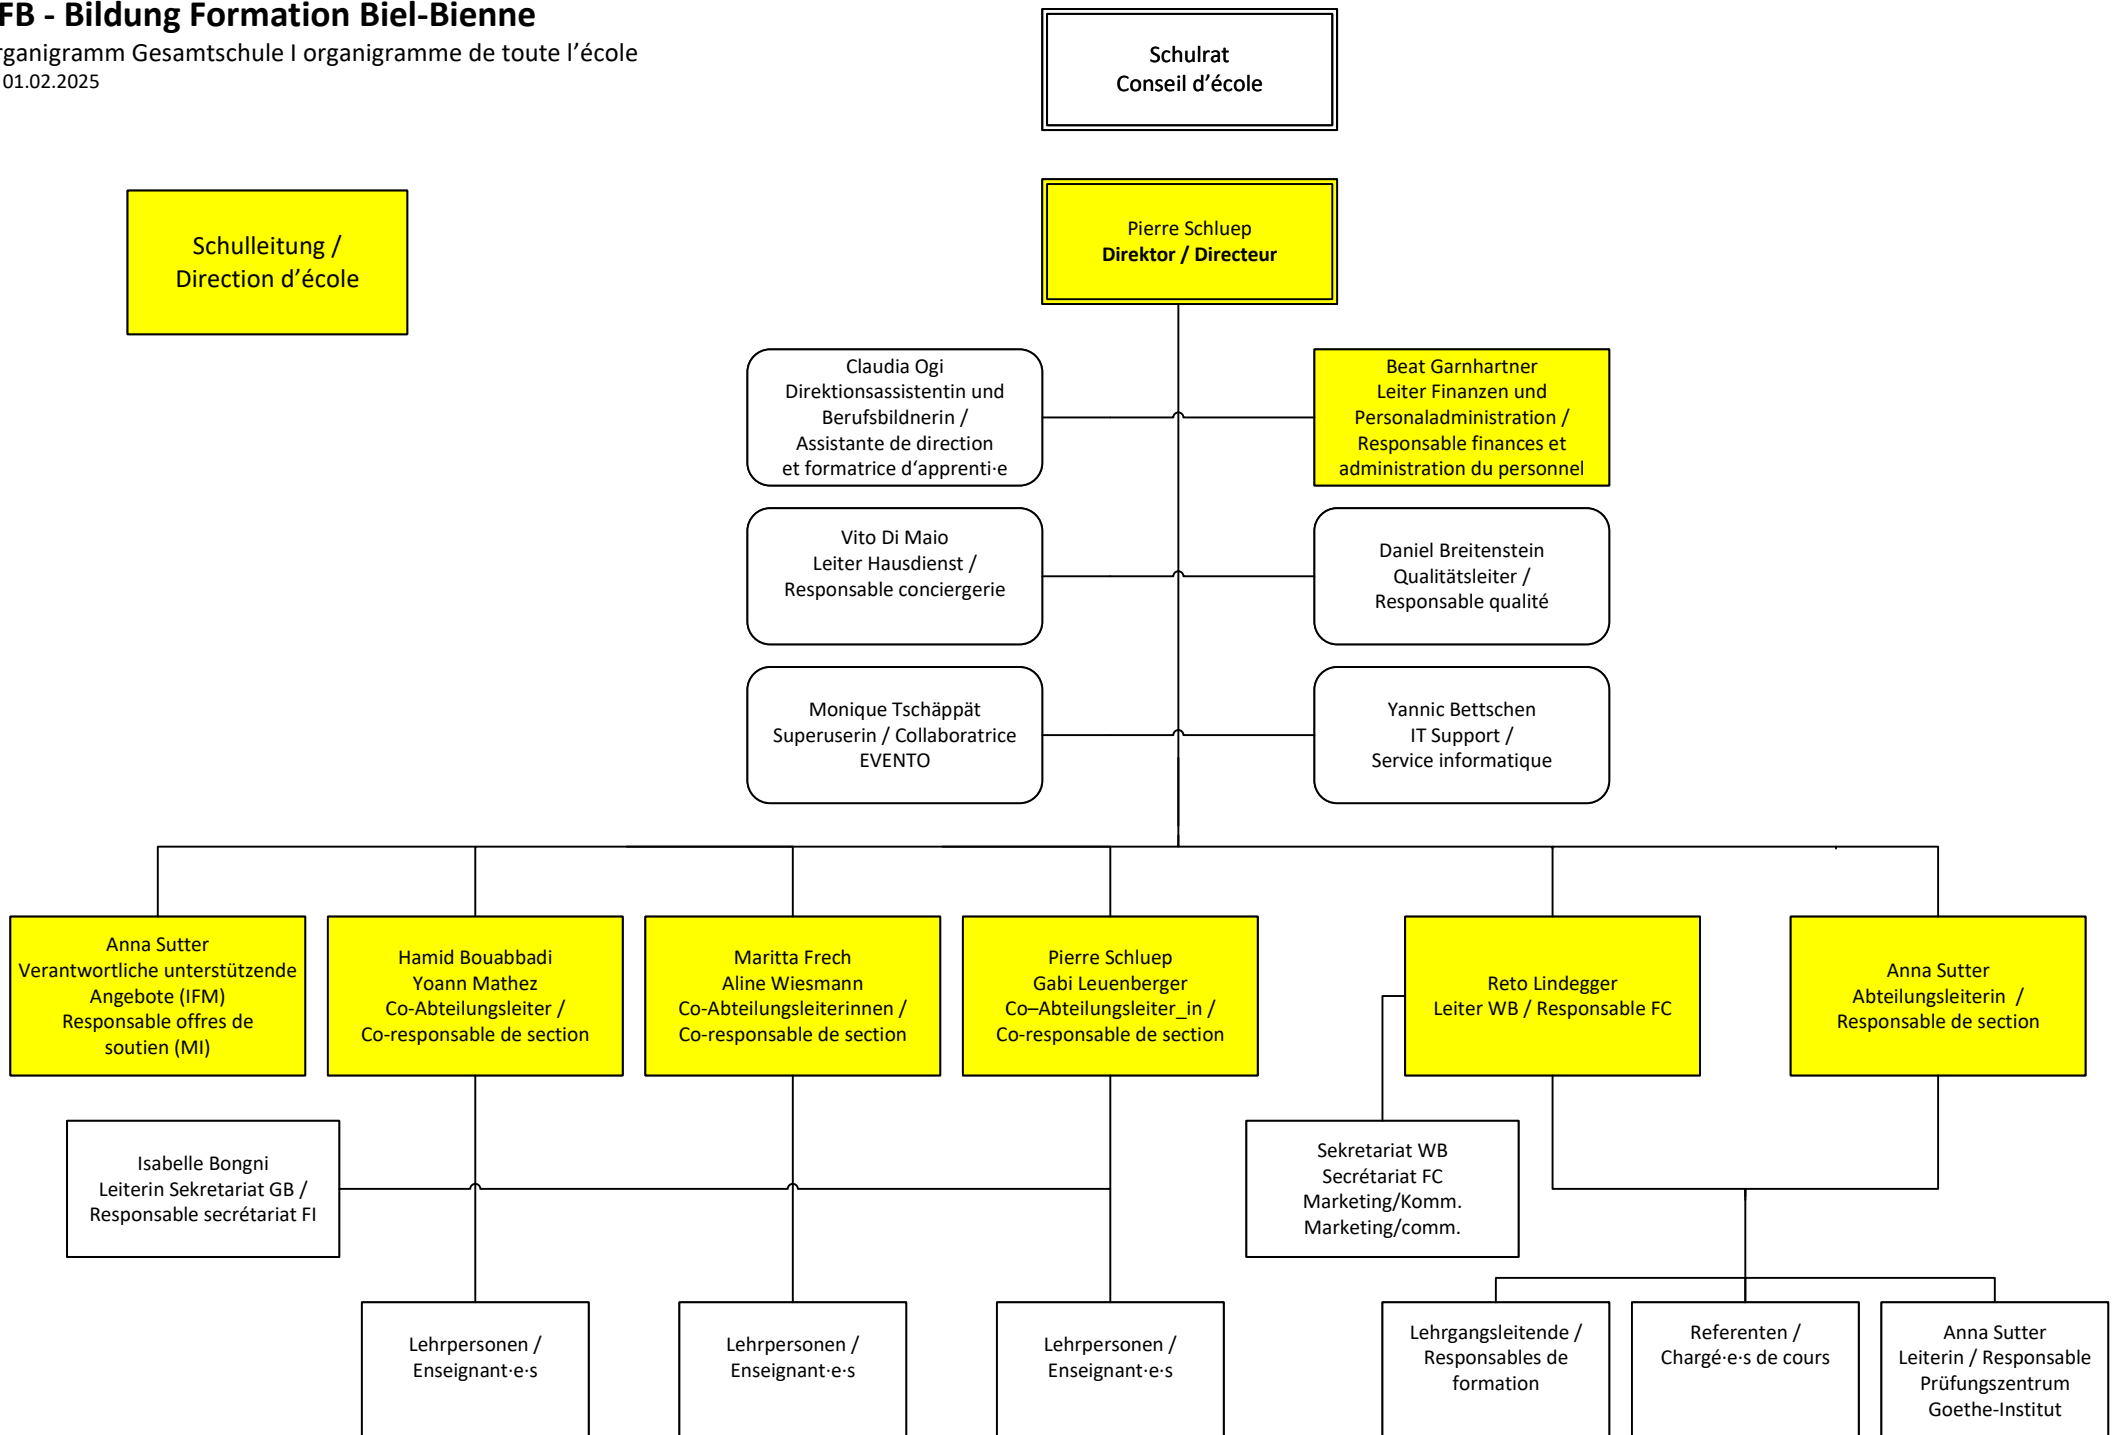 FB - Bildung Formation Biel-Bienne
rganigramm Gesamtschule I organigramme de toute l'école
01.02.2025
Schulrat
Conseil d'école
Schulleitung /
Direction d'école
Pierre Schluep
Direktor / Directeur
Claudia Ogi
Direktionsassistentin und
Berufsbildnerin /
Assistante de direction
et formatrice d'apprenti·e
Beat Garnhartner
Leiter Finanzen und
Personaladministration /
Responsable finances et
administration du personnel
Vito Di Maio
Leiter Hausdienst /
Responsable conciergerie
Daniel Breitenstein
Qualitätsleiter /
Responsable qualité
Monique Tschäppät
Superuserin / Collaboratrice
EVENTO
Yannic Bettschen
IT Support /
Service informatique
Anna Sutter
Verantwortliche unterstützende
Angebote (IFM)
Responsable offres de
soutien (MI)
Hamid Bouabbadi
Yoann Mathez
Co-Abteilungsleiter /
Co-responsable de section
Maritta Frech
Aline Wiesmann
Co-Abteilungsleiterinnen /
Co-responsable de section
Pierre Schluep
Gabi Leuenberger
Co–Abteilungsleiter_in /
Co-responsable de section
Reto Lindegger
Leiter WB / Responsable FC
Anna Sutter
Abteilungsleiterin /
Responsable de section
Isabelle Bongni
Leiterin Sekretariat GB /
Responsable secrétariat FI
Sekretariat WB
Secrétariat FC
Marketing/Komm.
Marketing/comm.
Lehrpersonen /
Enseignant·e·s
Lehrpersonen /
Enseignant·e·s
Lehrpersonen /
Enseignant·e·s
Lehrgangsleitende /
Responsables de
formation
Referenten /
Chargé·e·s de cours
Anna Sutter
Leiterin / Responsable
Prüfungszentrum
Goethe-Institut